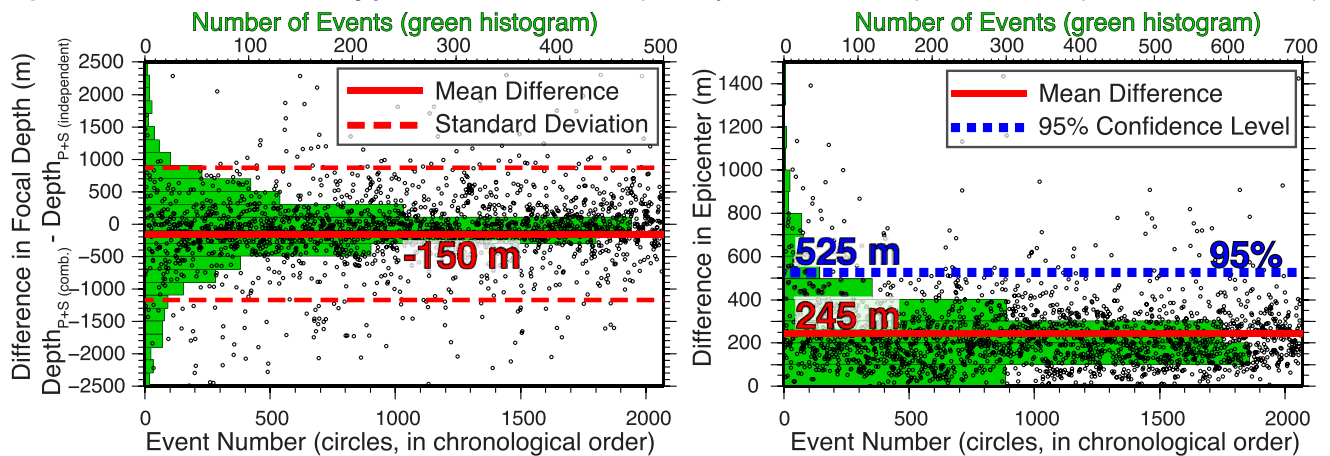 Number of Events (green histogram)
0 100 200 300 400 500
Difference in Focal Depth (m)
Depth P+S (comb.) - Depth P+S (independent)
2500
2000
1500
1000
500
0
−500
−1000
−1500
−2000
−2500
Mean Difference
Standard Deviation
-150 m
0 500 1000 1500 2000
Event Number (circles, in chronological order)
Number of Events (green histogram)
0 100 200 300 400 500 600 700
Difference in Epicenter (m)
1400
1200
1000
800
600
400
200
0
Mean Difference
95% Confidence Level
525 m
95%
245 m
0 500 1000 1500 2000
Event Number (circles, in chronological order)